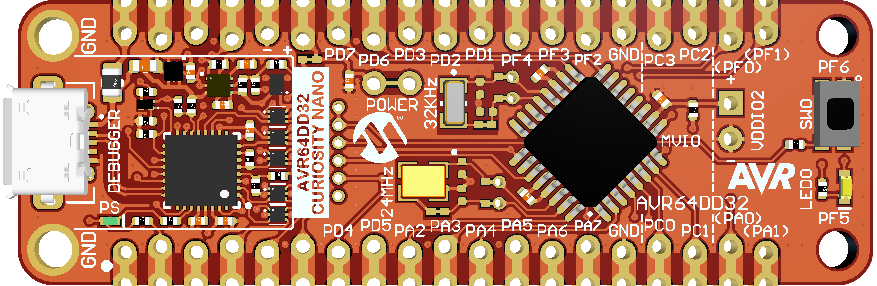 GND
- +
PD7
PD6
PD3
PD2
PD1
PF4
PF3
PF2
GND
PC3
PC2
(PF0)
(PF1)
PF6
+
POWER
32KHz
DEBUGGER
AVR64DD32
CURIOSITY NANO
MVIO
VDDIO2
-
SW0
AVR
24MHz
AVR64DD32
LED0
PS
GND
PD4
PD5
PA2
PA3
PA4
PA5
PA6
PA7
GND
PC0
PC1
(PA0)
(PA1)
PF5